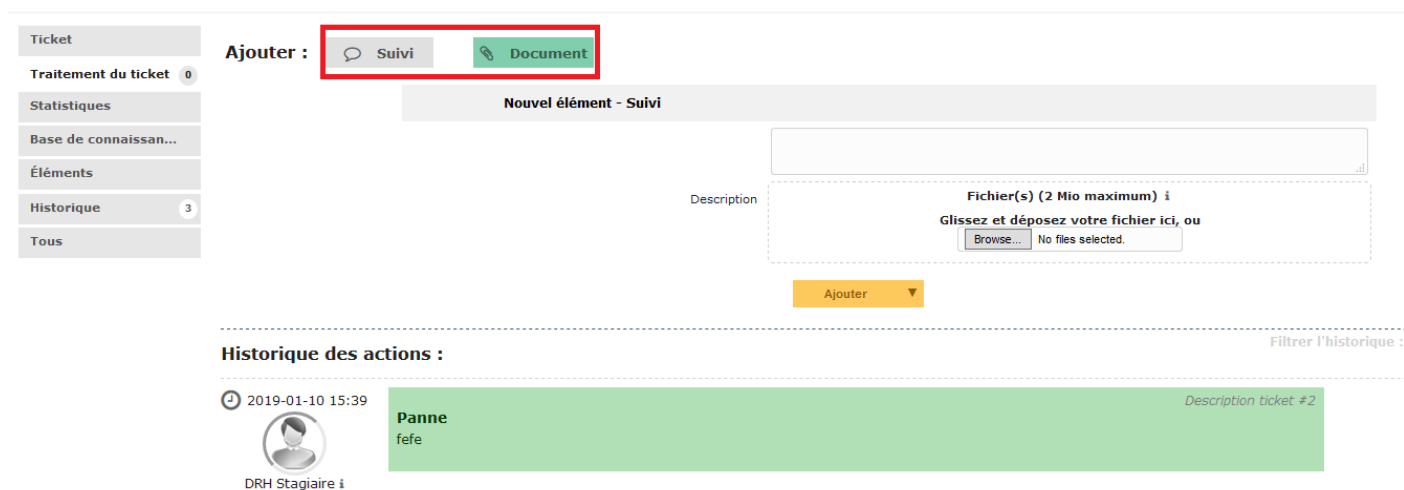 Ticket
Traitement du ticket 0
Statistiques
Base de connaissan...
Éléments
Historique 3
Tous
Ajouter : Suivi Document
Nouvel élément - Suivi
Description
Fichier(s) (2 Mio maximum) i
Glissez et déposez votre fichier ici, ou
Browse... No files selected.
Ajouter ▼
Filtrer l'historique :
Historique des actions :
2019-01-10 15:39
Description ticket #2
Panne
fefe
DRH Stagiaire i